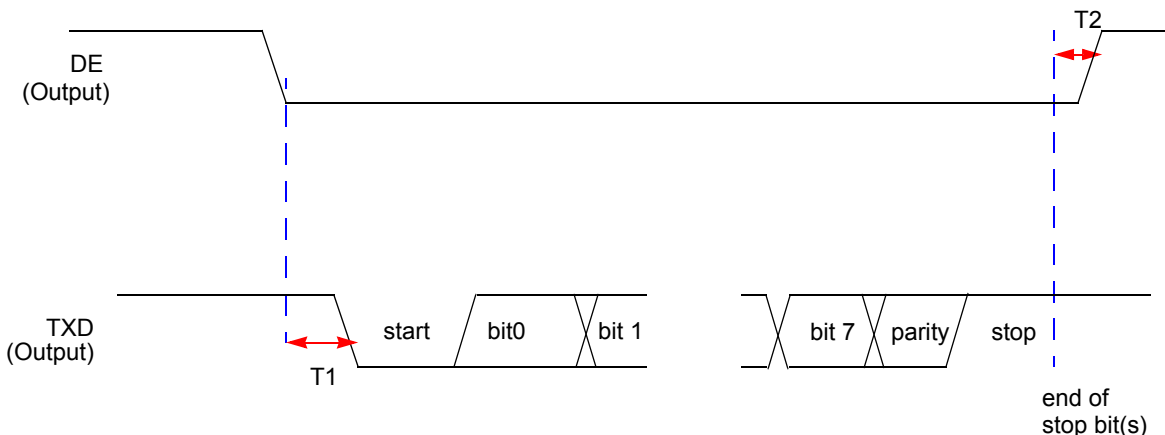 T2
DE
(Output)
TXD
(Output)
start
bit0
bit 1
bit 7
parity
stop
T1
end of
stop bit(s)